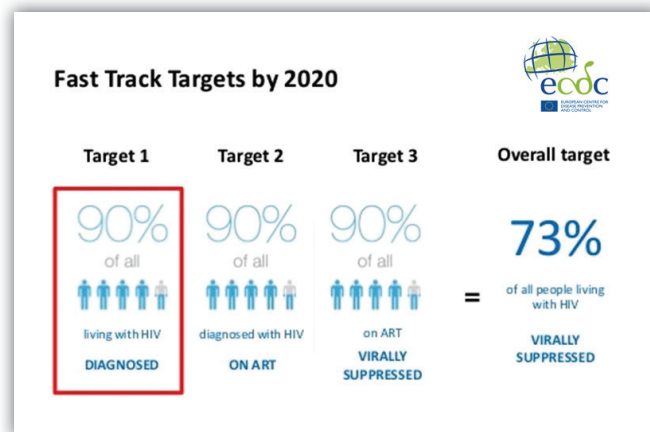 Fast Track Targets by 2020
ecdc
EUROPEAN CENTRE FOR
DISEASE PREVENTION
AND CONTROL
Target 1
Target 2
Target 3
Overall target
90%
of all
living with HIV
DIAGNOSED
90%
of all
diagnosed with HIV
ON ART
90%
of all
on ART
VIRALLY
SUPPRESSED
=
73%
of all people living
with HIV
VIRALLY
SUPPRESSED